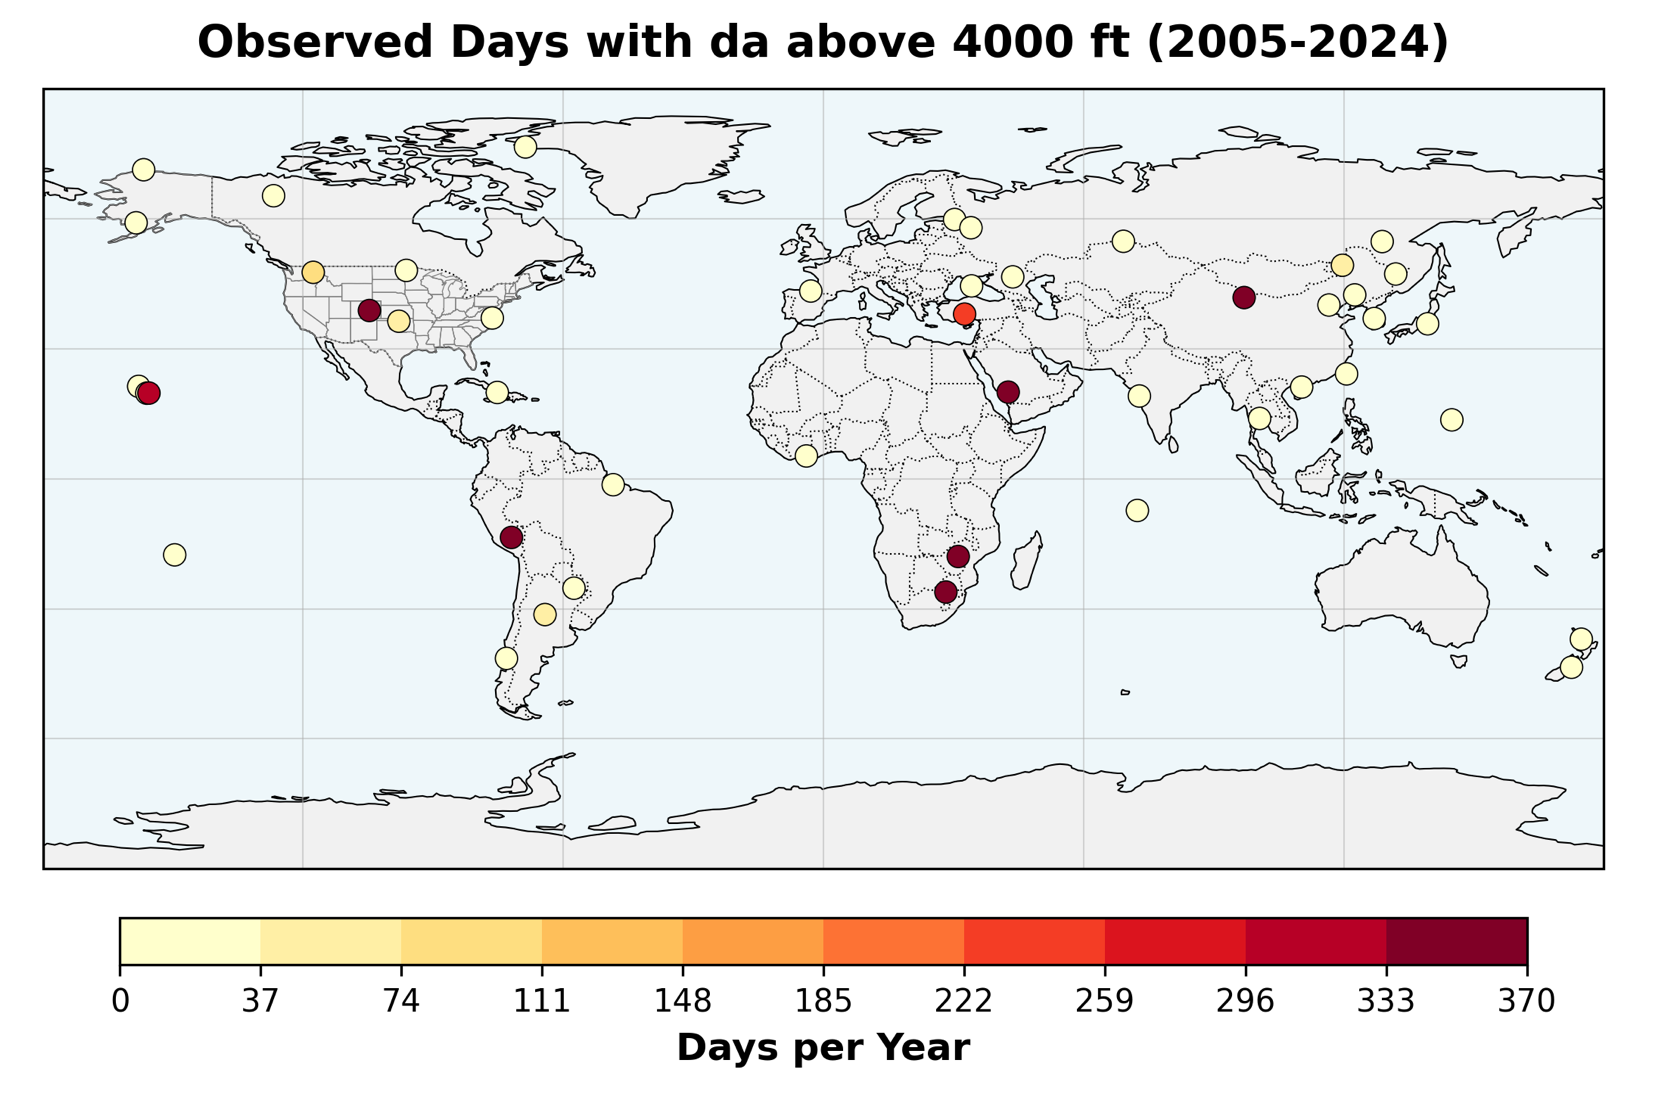 Observed Days with da above 4000 ft (2005-2024)
0 37 74 111 148 185 222 259 296 333 370
Days per Year